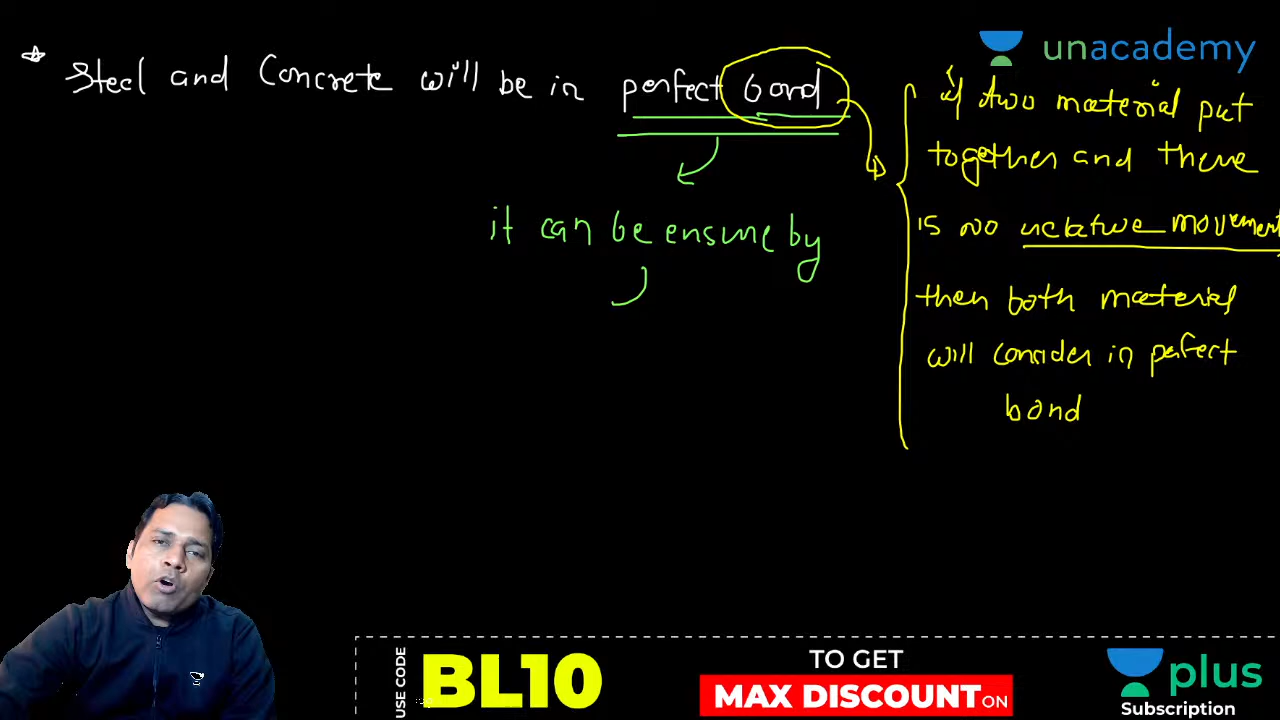 Steel and Concrete will be in perfect bond
it can be ensure by
unacademy
if two material put
together and there
is no relative movement
then both material
will consider in perfect
bond
USE CODE
BL10
TO GET
MAX DISCOUNT ON
plus
Subscription